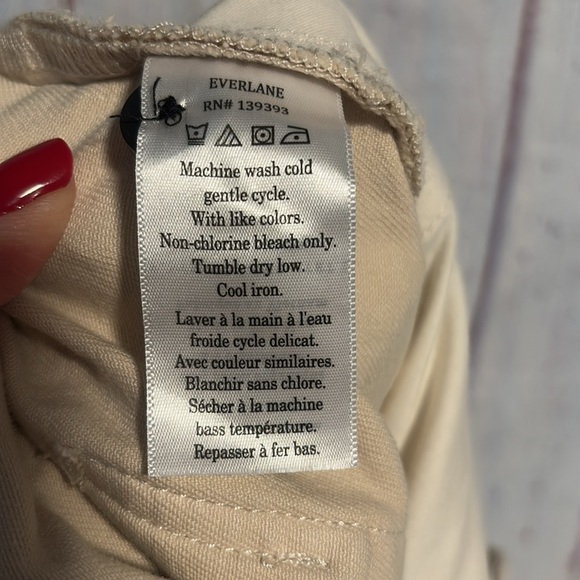 EVERLANE
RN# 139393
Machine wash cold
gentle cycle.
With like colors.
Non-chlorine bleach only.
Tumble dry low.
Cool iron.
Laver à la main à l'eau
froide cycle delicat.
Avec couleur similaires.
Blanchir sans chlore.
Sécher à la machine
bass température.
Repasser à fer bas.